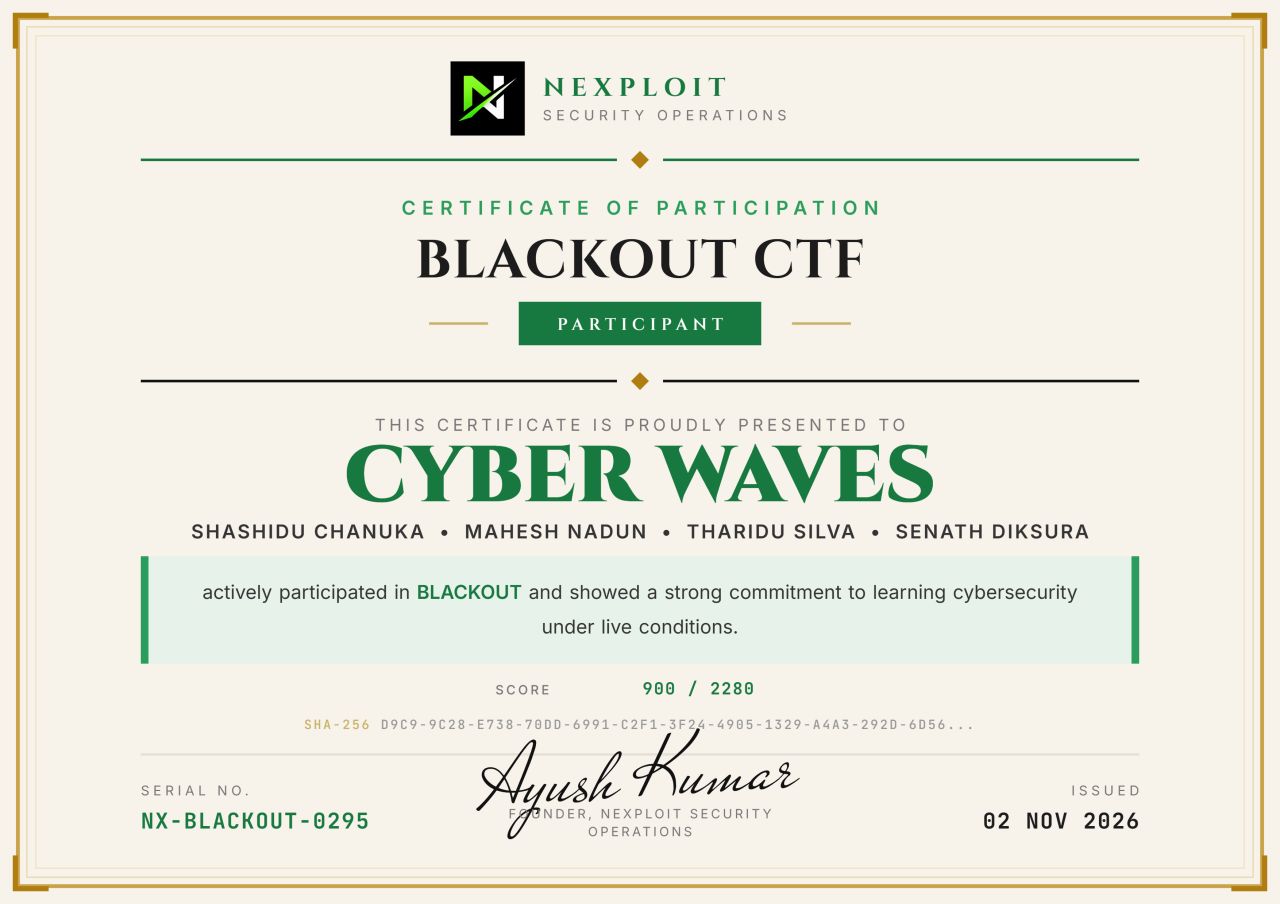 NEXPLOIT
SECURITY OPERATIONS
CERTIFICATE OF PARTICIPATION
BLACKOUT CTF
PARTICIPANT
THIS CERTIFICATE IS PROUDLY PRESENTED TO
CYBER WAVES
SHASHIDU CHANUKA • MAHESH NADUN • THARIDU SILVA • SENATH DIKSURA
actively participated in BLACKOUT and showed a strong commitment to learning cybersecurity
under live conditions.
SCORE 900 / 2280
SHA-256 D9C9-9C28-E738-70DD-6991-C2F1-3F24-4905-1329-A4A3-292D-6D56...
Ayush Kumar
FOUNDER, NEXPLOIT SECURITY
OPERATIONS
SERIAL NO.
NX-BLACKOUT-0295
ISSUED
02 NOV 2026